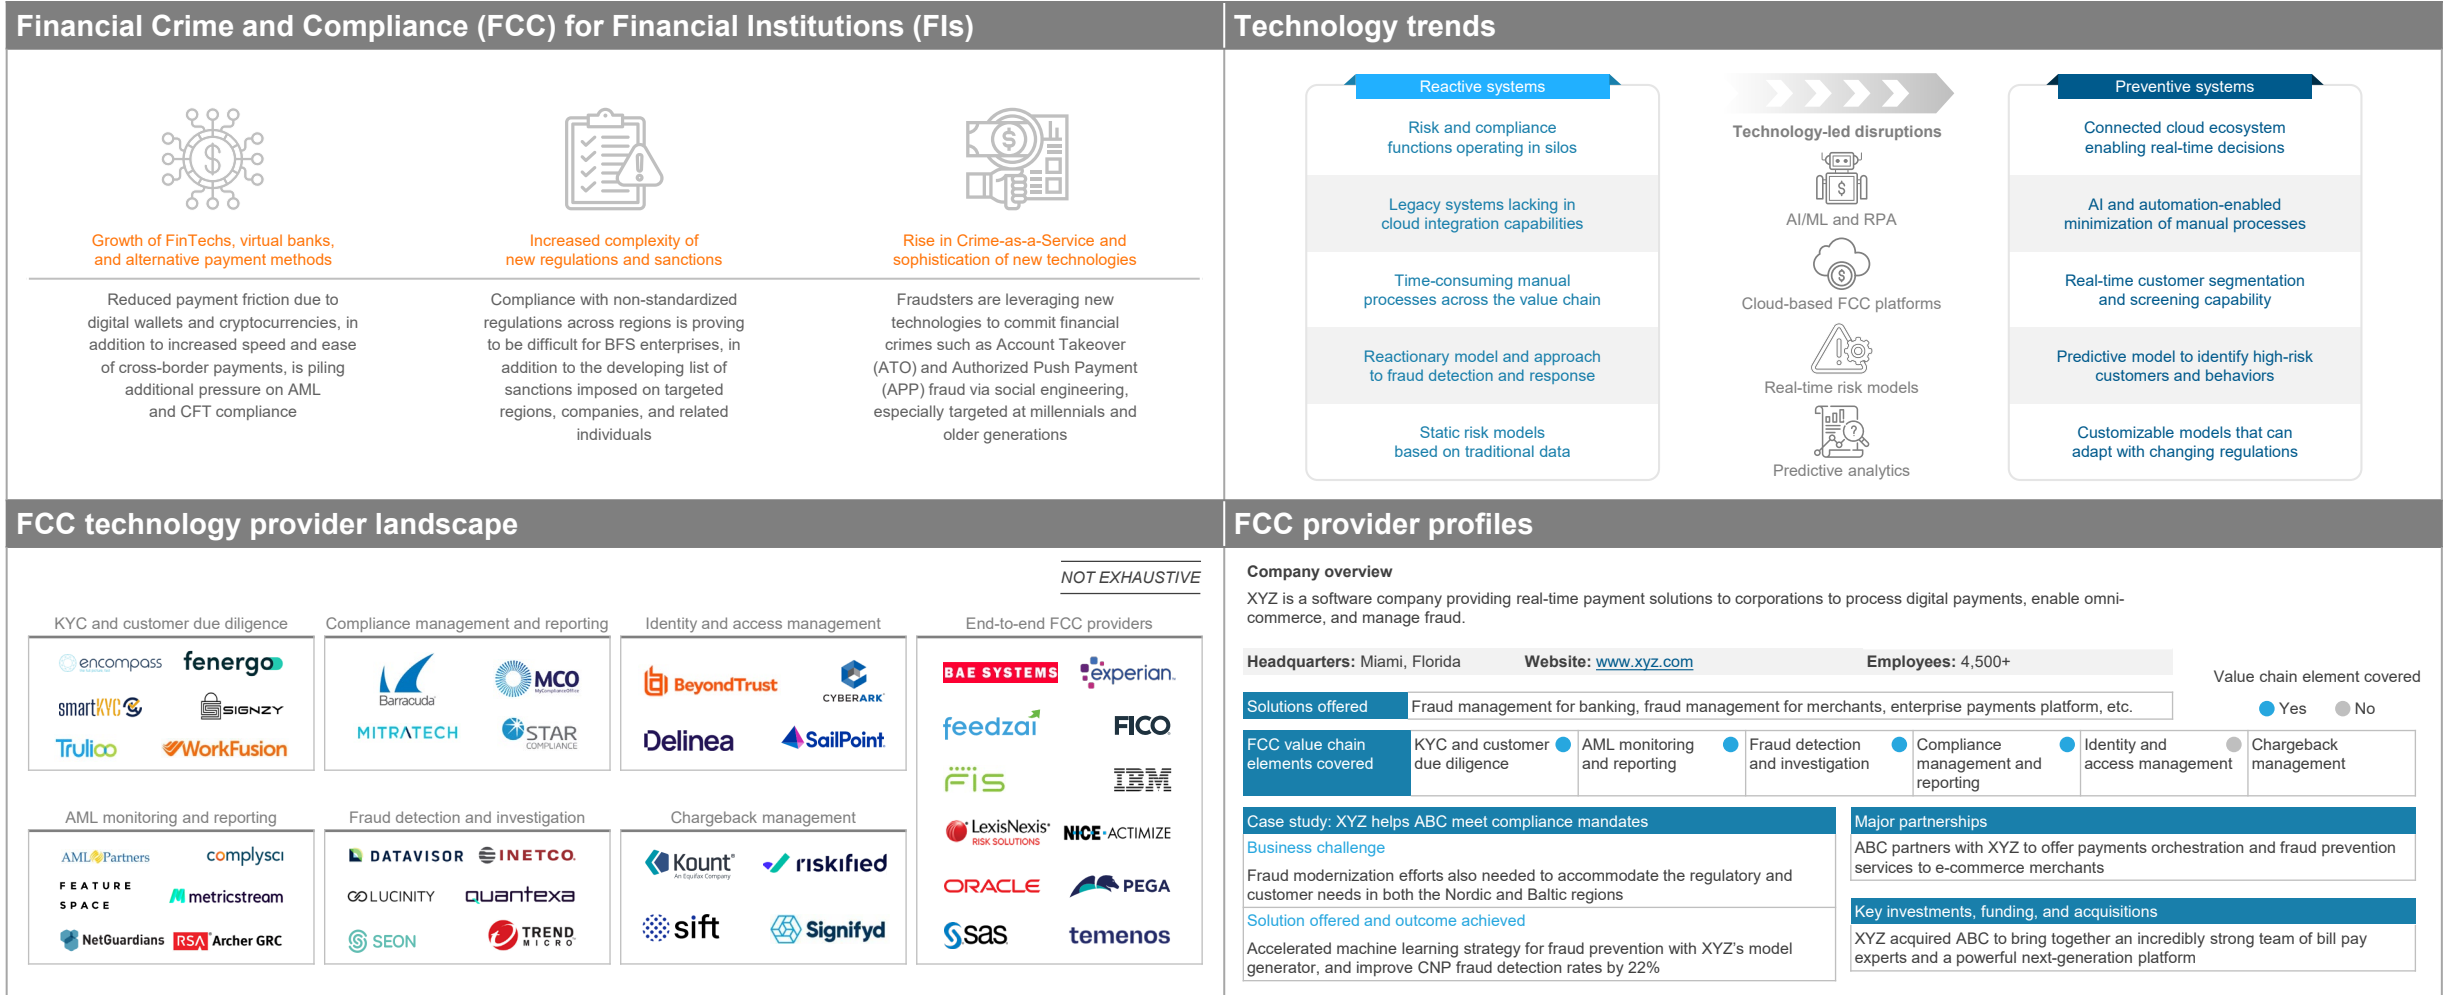 Financial Crime and Compliance (FCC) for Financial Institutions (FIs)
Growth of FinTechs, virtual banks,
and alternative payment methods
Reduced payment friction due to
digital wallets and cryptocurrencies, in
addition to increased speed and ease
of cross-border payments, is piling
additional pressure on AML
and CFT compliance
Increased complexity of
new regulations and sanctions
Compliance with non-standardized
regulations across regions is proving
to be difficult for BFS enterprises, in
addition to the developing list of
sanctions imposed on targeted
regions, companies, and related
individuals
Rise in Crime-as-a-Service and
sophistication of new technologies
Fraudsters are leveraging new
technologies to commit financial
crimes such as Account Takeover
(ATO) and Authorized Push Payment
(APP) fraud via social engineering,
especially targeted at millennials and
older generations
Technology trends
Reactive systems
Risk and compliance
functions operating in silos
Legacy systems lacking in
cloud integration capabilities
Time-consuming manual
processes across the value chain
Reactionary model and approach
to fraud detection and response
Static risk models
based on traditional data
Technology-led disruptions
AI/ML and RPA
Cloud-based FCC platforms
Real-time risk models
Predictive analytics
Preventive systems
Connected cloud ecosystem
enabling real-time decisions
AI and automation-enabled
minimization of manual processes
Real-time customer segmentation
and screening capability
Predictive model to identify high-risk
customers and behaviors
Customizable models that can
adapt with changing regulations
FCC technology provider landscape
NOT EXHAUSTIVE
KYC and customer due diligence
encompass
fenergo
smartKYC
SIGNZY
Trulioo
WorkFusion
Compliance management and reporting
Barracuda
MCO
MyComplianceOffice
MITRATECH
STAR
COMPLIANCE
Identity and access management
BeyondTrust
CYBERARK
Delinea
SailPoint
End-to-end FCC providers
BAE SYSTEMS
experian
feedzai
FICO
FIS
IBM
LexisNexis
RISK SOLUTIONS
NICE ACTIMIZE
ORACLE
PEGA
sas
temenos
AML monitoring and reporting
AML Partners
complysci
FEATURE
SPACE
metricstream
NetGuardians
RSA Archer GRC
Fraud detection and investigation
DATAVISOR
INETCO
LUCINITY
quantexa
SEON
TREND
MICRO
Chargeback management
Kount
An Equifax Company
riskified
sift
Signifyd
FCC provider profiles
Company overview
XYZ is a software company providing real-time payment solutions to corporations to process digital payments, enable omni-
commerce, and manage fraud.
Headquarters: Miami, Florida Website: www.xyz.com Employees: 4,500+
Value chain element covered
Yes No
Solutions offered Fraud management for banking, fraud management for merchants, enterprise payments platform, etc.
FCC value chain
elements covered
KYC and customer
due diligence
AML monitoring
and reporting
Fraud detection
and investigation
Compliance
management and
reporting
Identity and
access management
Chargeback
management
Case study: XYZ helps ABC meet compliance mandates
Business challenge
Fraud modernization efforts also needed to accommodate the regulatory and
customer needs in both the Nordic and Baltic regions
Solution offered and outcome achieved
Accelerated machine learning strategy for fraud prevention with XYZ's model
generator, and improve CNP fraud detection rates by 22%
Major partnerships
ABC partners with XYZ to offer payments orchestration and fraud prevention
services to e-commerce merchants
Key investments, funding, and acquisitions
XYZ acquired ABC to bring together an incredibly strong team of bill pay
experts and a powerful next-generation platform